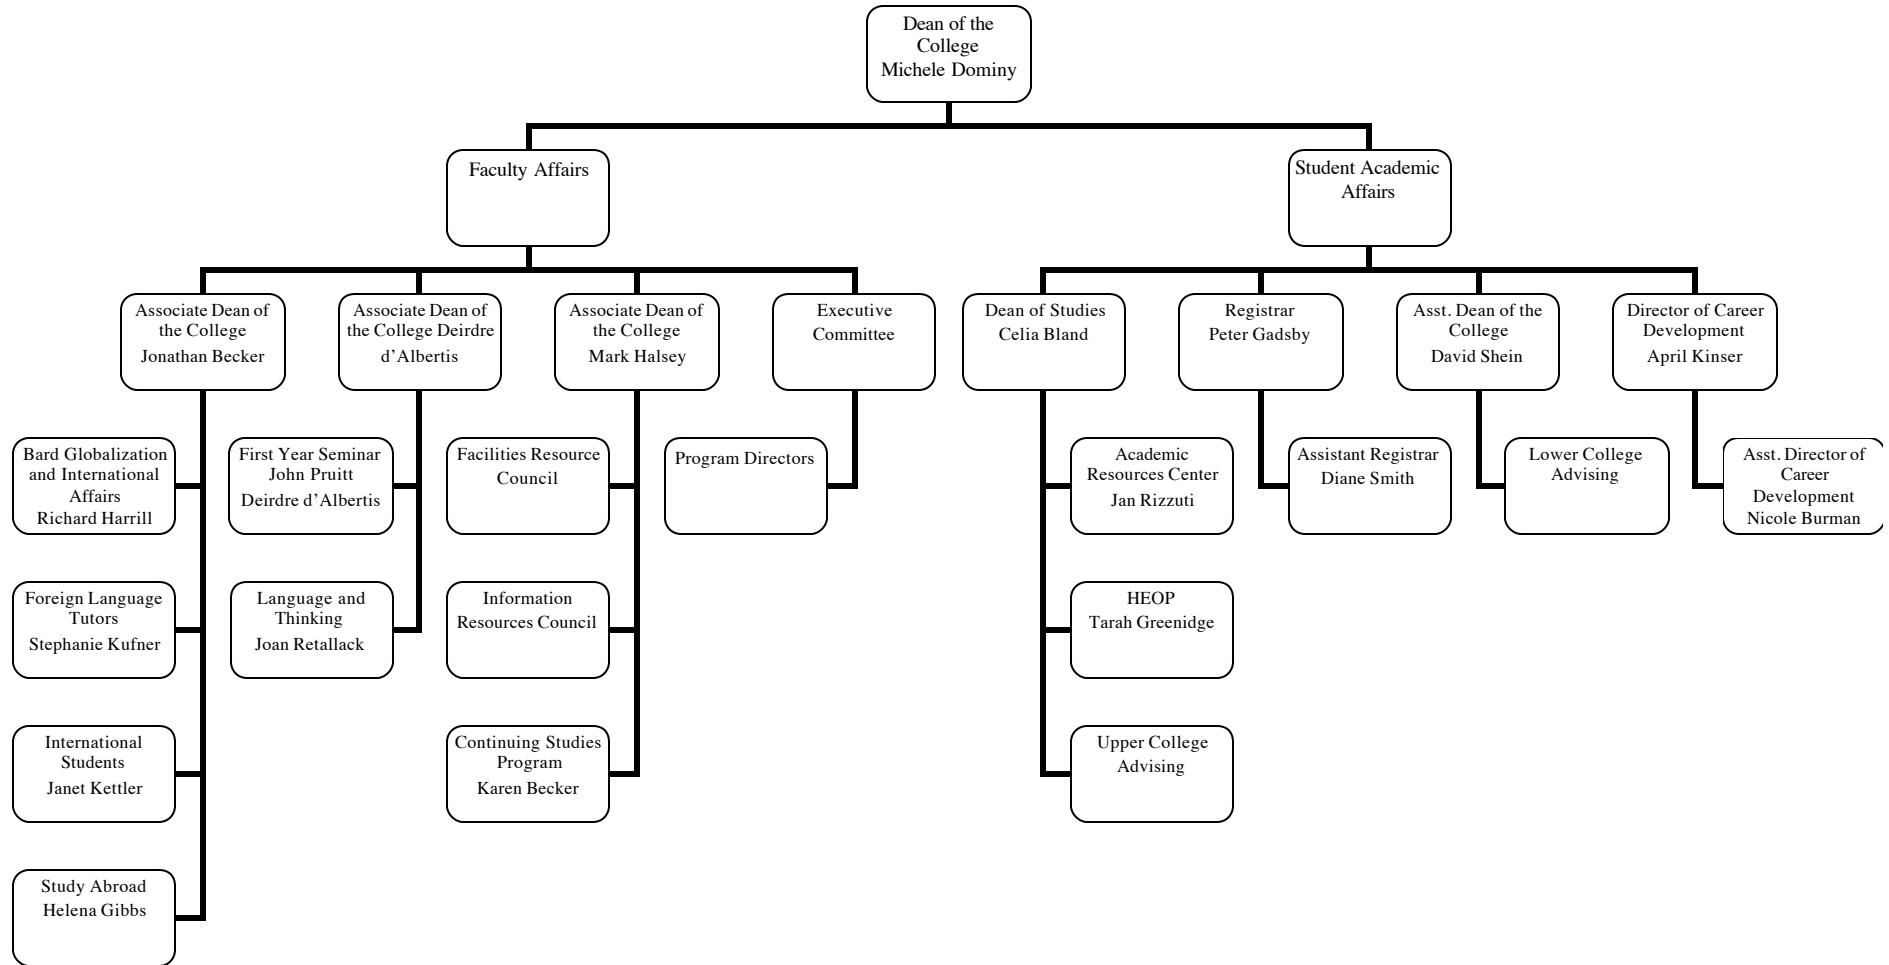 Dean of the
College
Michele Dominy
Faculty Affairs
Student Academic
Affairs
Associate Dean of
the College
Jonathan Becker
Associate Dean of
the College Deirdre
d’Albertis
Associate Dean of
the College
Mark Halsey
Executive
Committee
Dean of Studies
Celia Bland
Registrar
Peter Gadsby
Asst. Dean of the
College
David Shein
Director of Career
Development
April Kinser
Bard Globalization
and International
Affairs
Richard Harrill
First Year Seminar
John Pruitt
Deirdre d’Albertis
Facilities Resource
Council
Program Directors
Academic
Resources Center
Jan Rizzuti
Assistant Registrar
Diane Smith
Lower College
Advising
Asst. Director of
Career
Development
Nicole Burman
Foreign Language
Tutors
Stephanie Kufner
Language and
Thinking
Joan Retallack
Information
Resources Council
HEOP
Tarah Greenidge
International
Students
Janet Kettler
Continuing Studies
Program
Karen Becker
Upper College
Advising
Study Abroad
Helena Gibbs